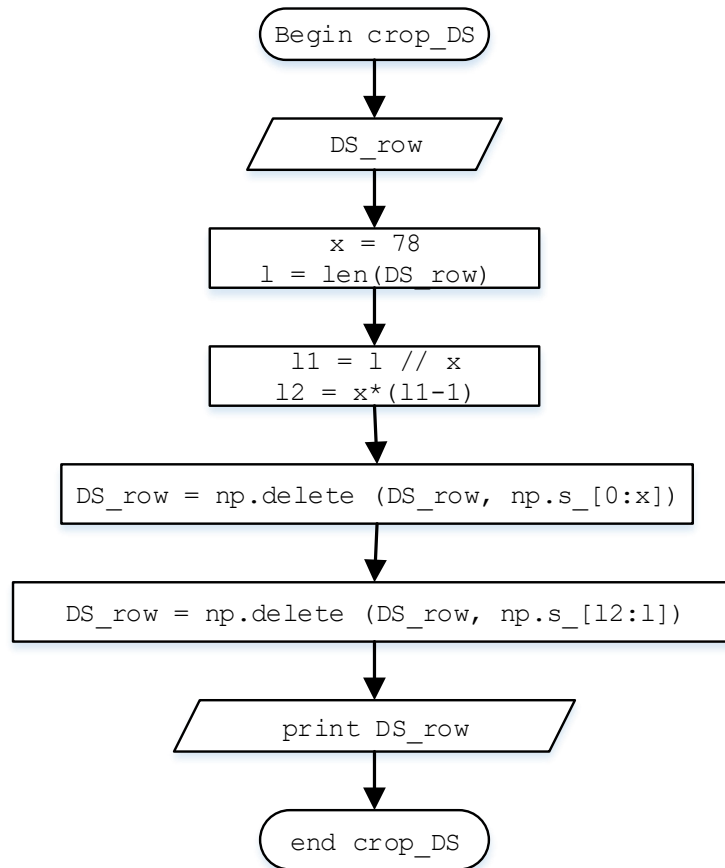 Begin crop_DS
DS_row
x = 78
l = len(DS_row)
l1 = l // x
l2 = x*(l1-1)
DS_row = np.delete (DS_row, np.s_[0:x])
DS_row = np.delete (DS_row, np.s_[l2:l])
print DS_row
end crop_DS